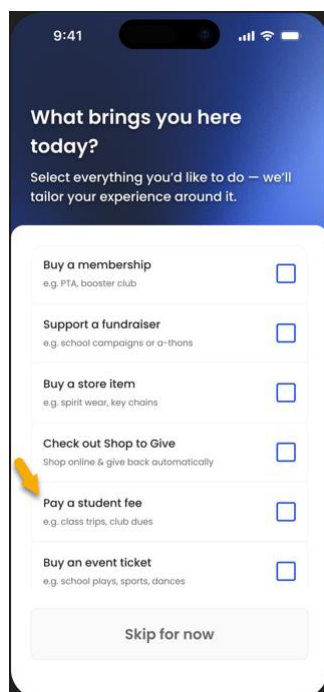 9:41
What brings you here
today?
Select everything you'd like to do — we'll
tailor your experience around it.
Buy a membership
e.g. PTA, booster club
Support a fundraiser
e.g. school campaigns or a-thons
Buy a store item
e.g. spirit wear, key chains
Check out Shop to Give
Shop online & give back automatically
Pay a student fee
e.g. class trips, club dues
Buy an event ticket
e.g. school plays, sports, dances
Skip for now